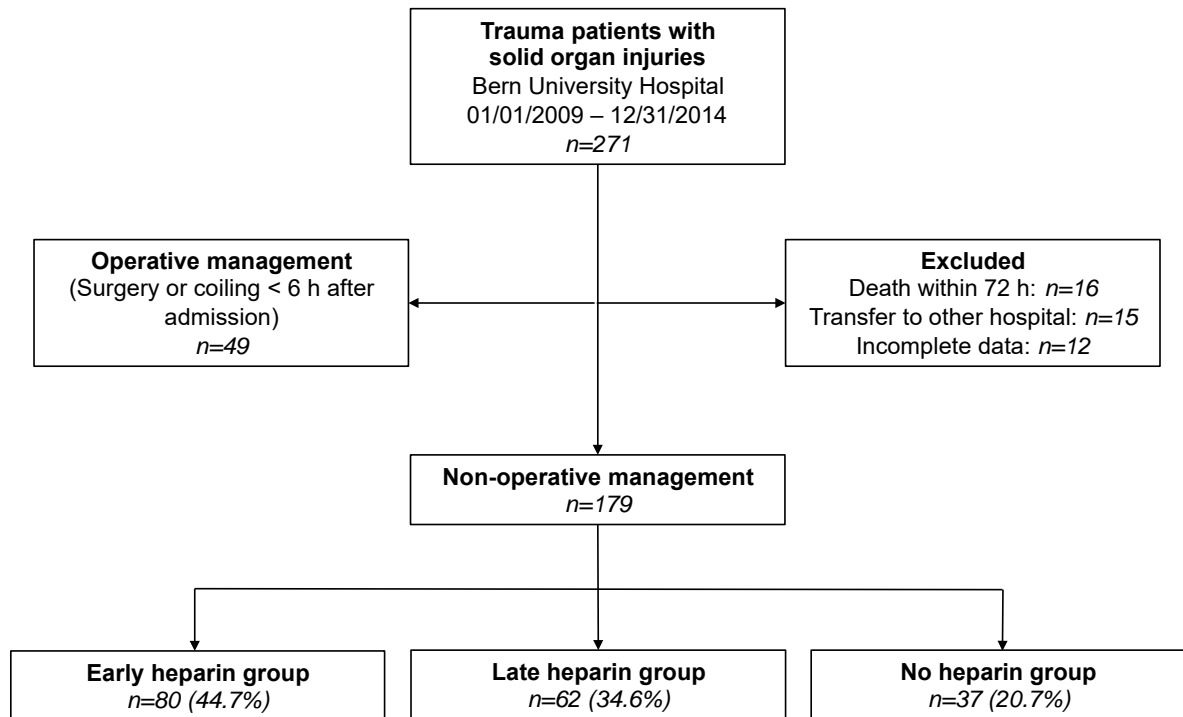 Trauma patients with
solid organ injuries
Bern University Hospital
01/01/2009 – 12/31/2014
n=271
Operative management
(Surgery or coiling < 6 h after
admission)
n=49
Excluded
Death within 72 h: n=16
Transfer to other hospital: n=15
Incomplete data: n=12
Non-operative management
n=179
Early heparin group
n=80 (44.7%)
Late heparin group
n=62 (34.6%)
No heparin group
n=37 (20.7%)